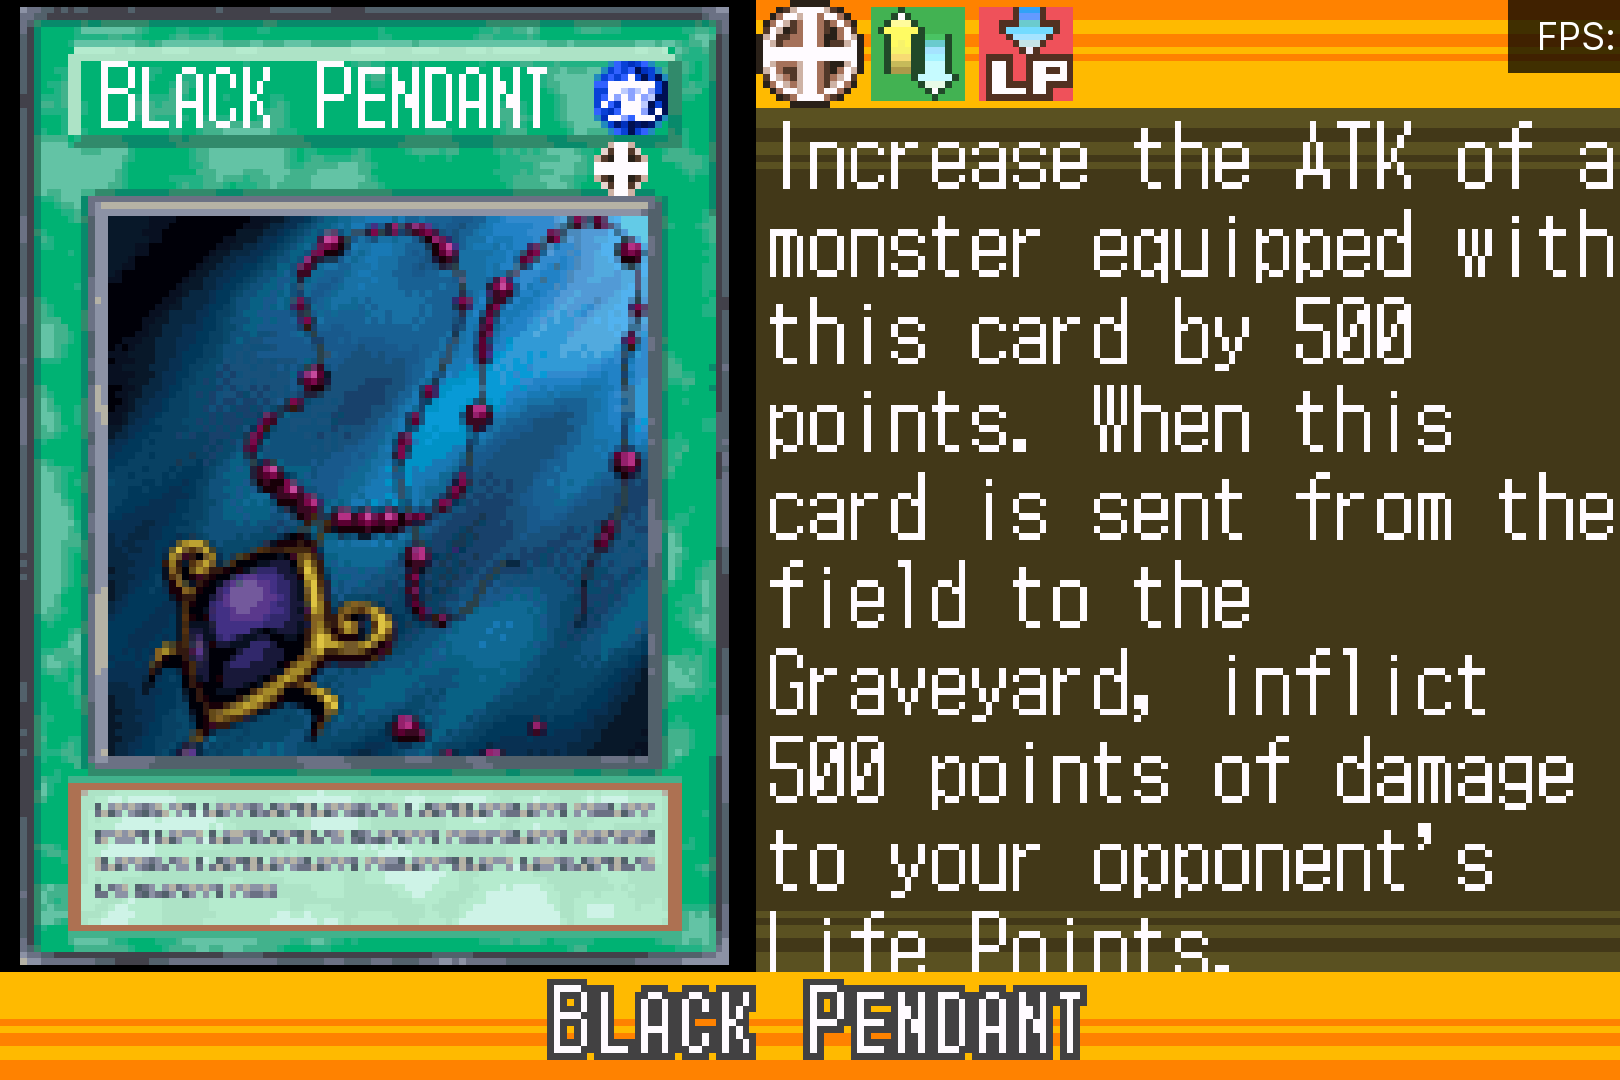 BLACK PENDANT
LP
FPS:
Increase the ATK of a
monster equipped with
this card by 500
points. When this
card is sent from the
field to the
Graveyard, inflict
500 points of damage
to your opponent's
Life Points.
BLACK PENDANT